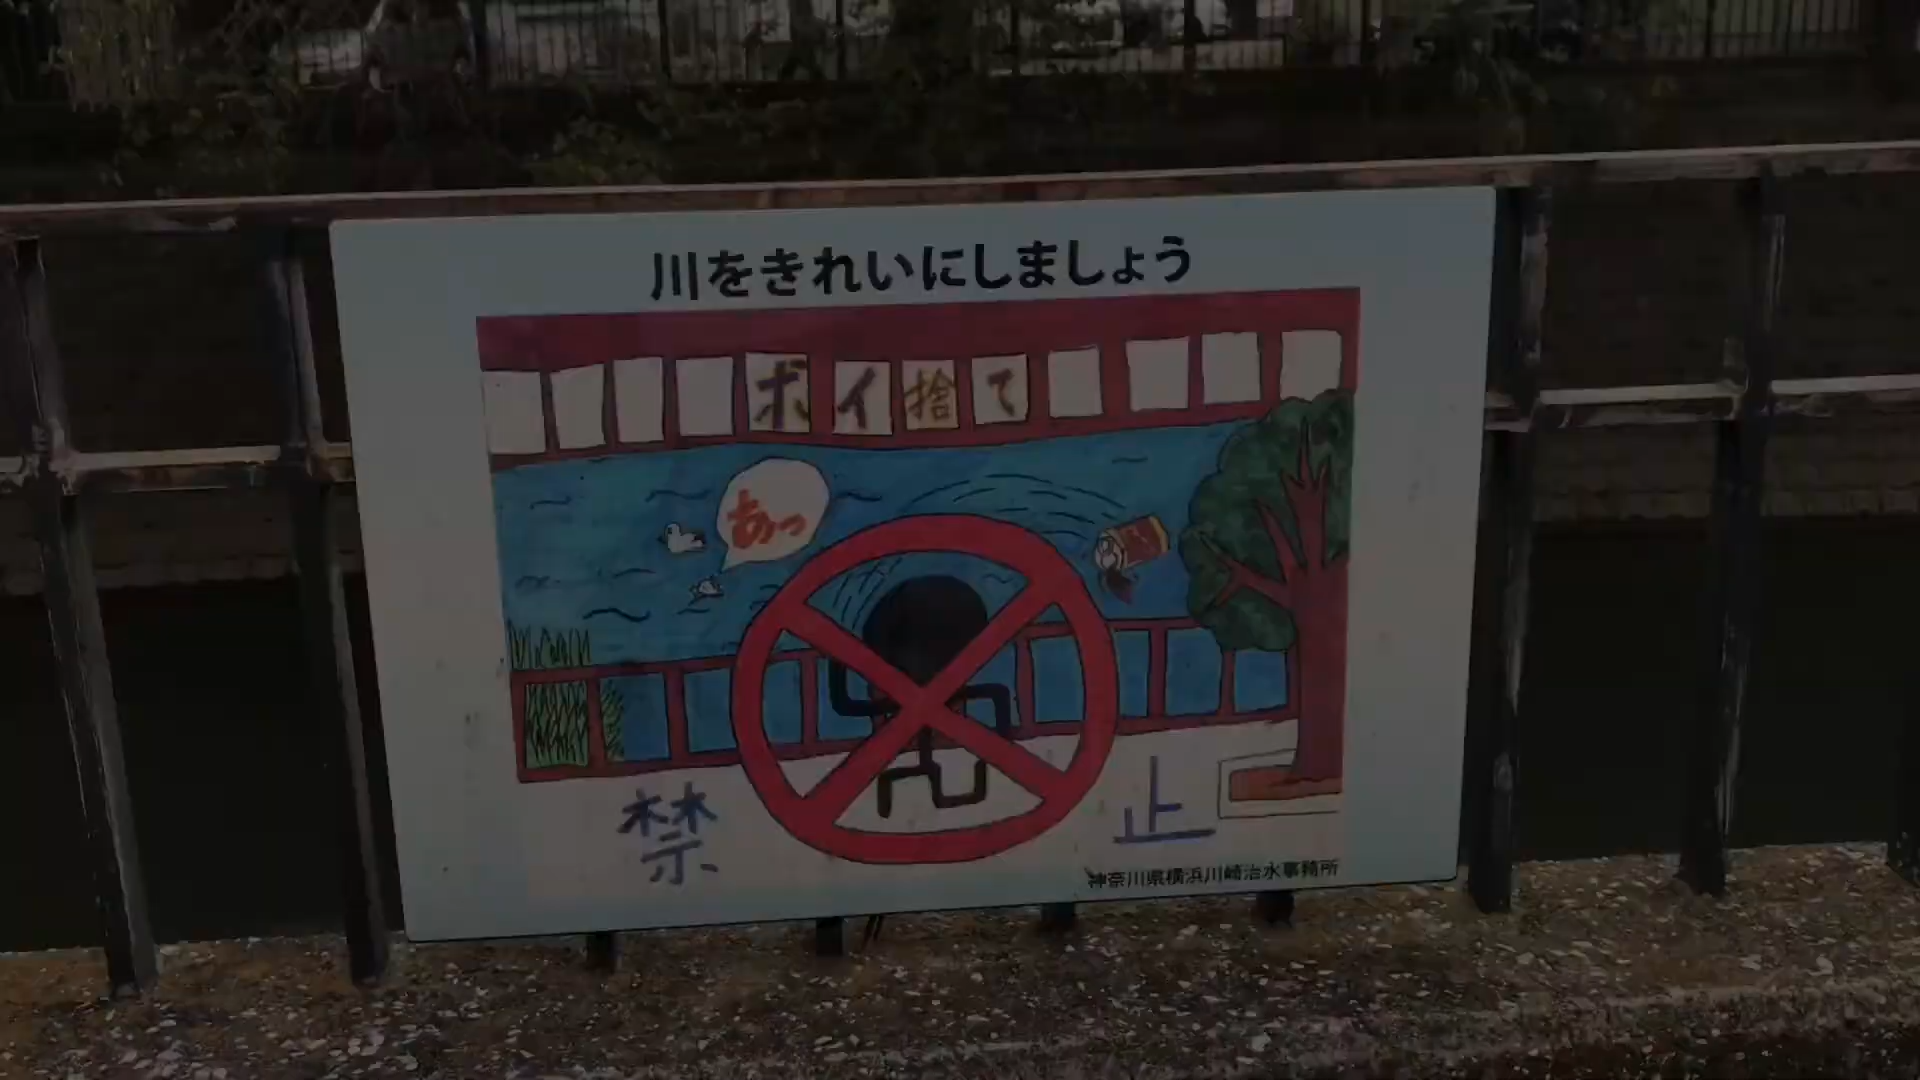 川をきれいにしましょう
ポイ捨て
あっ
禁止
神奈川県横浜川崎治水事務所